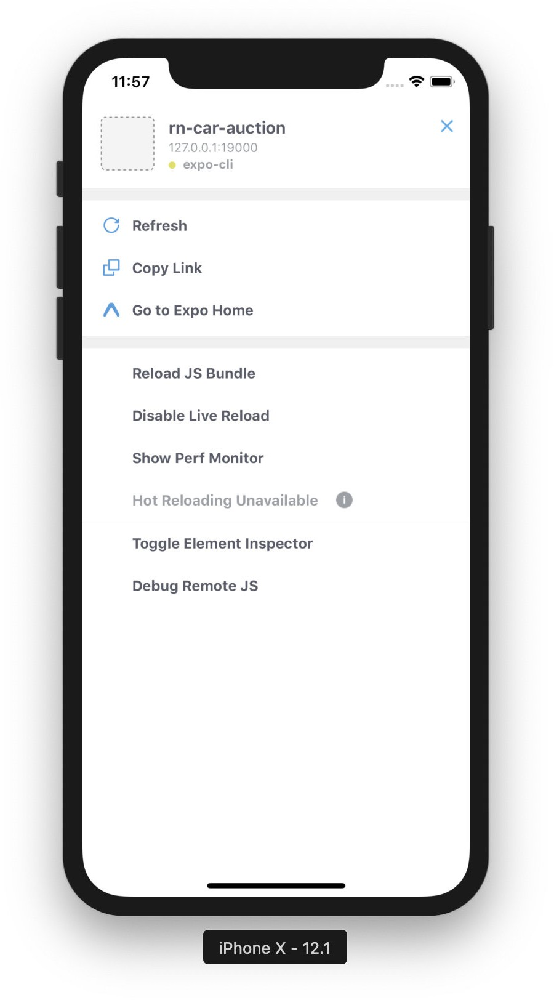 11:57
rn-car-auction
127.0.0.1:19000
expo-cli
Refresh
Copy Link
Go to Expo Home
Reload JS Bundle
Disable Live Reload
Show Perf Monitor
Hot Reloading Unavailable i
Toggle Element Inspector
Debug Remote JS
iPhone X - 12.1